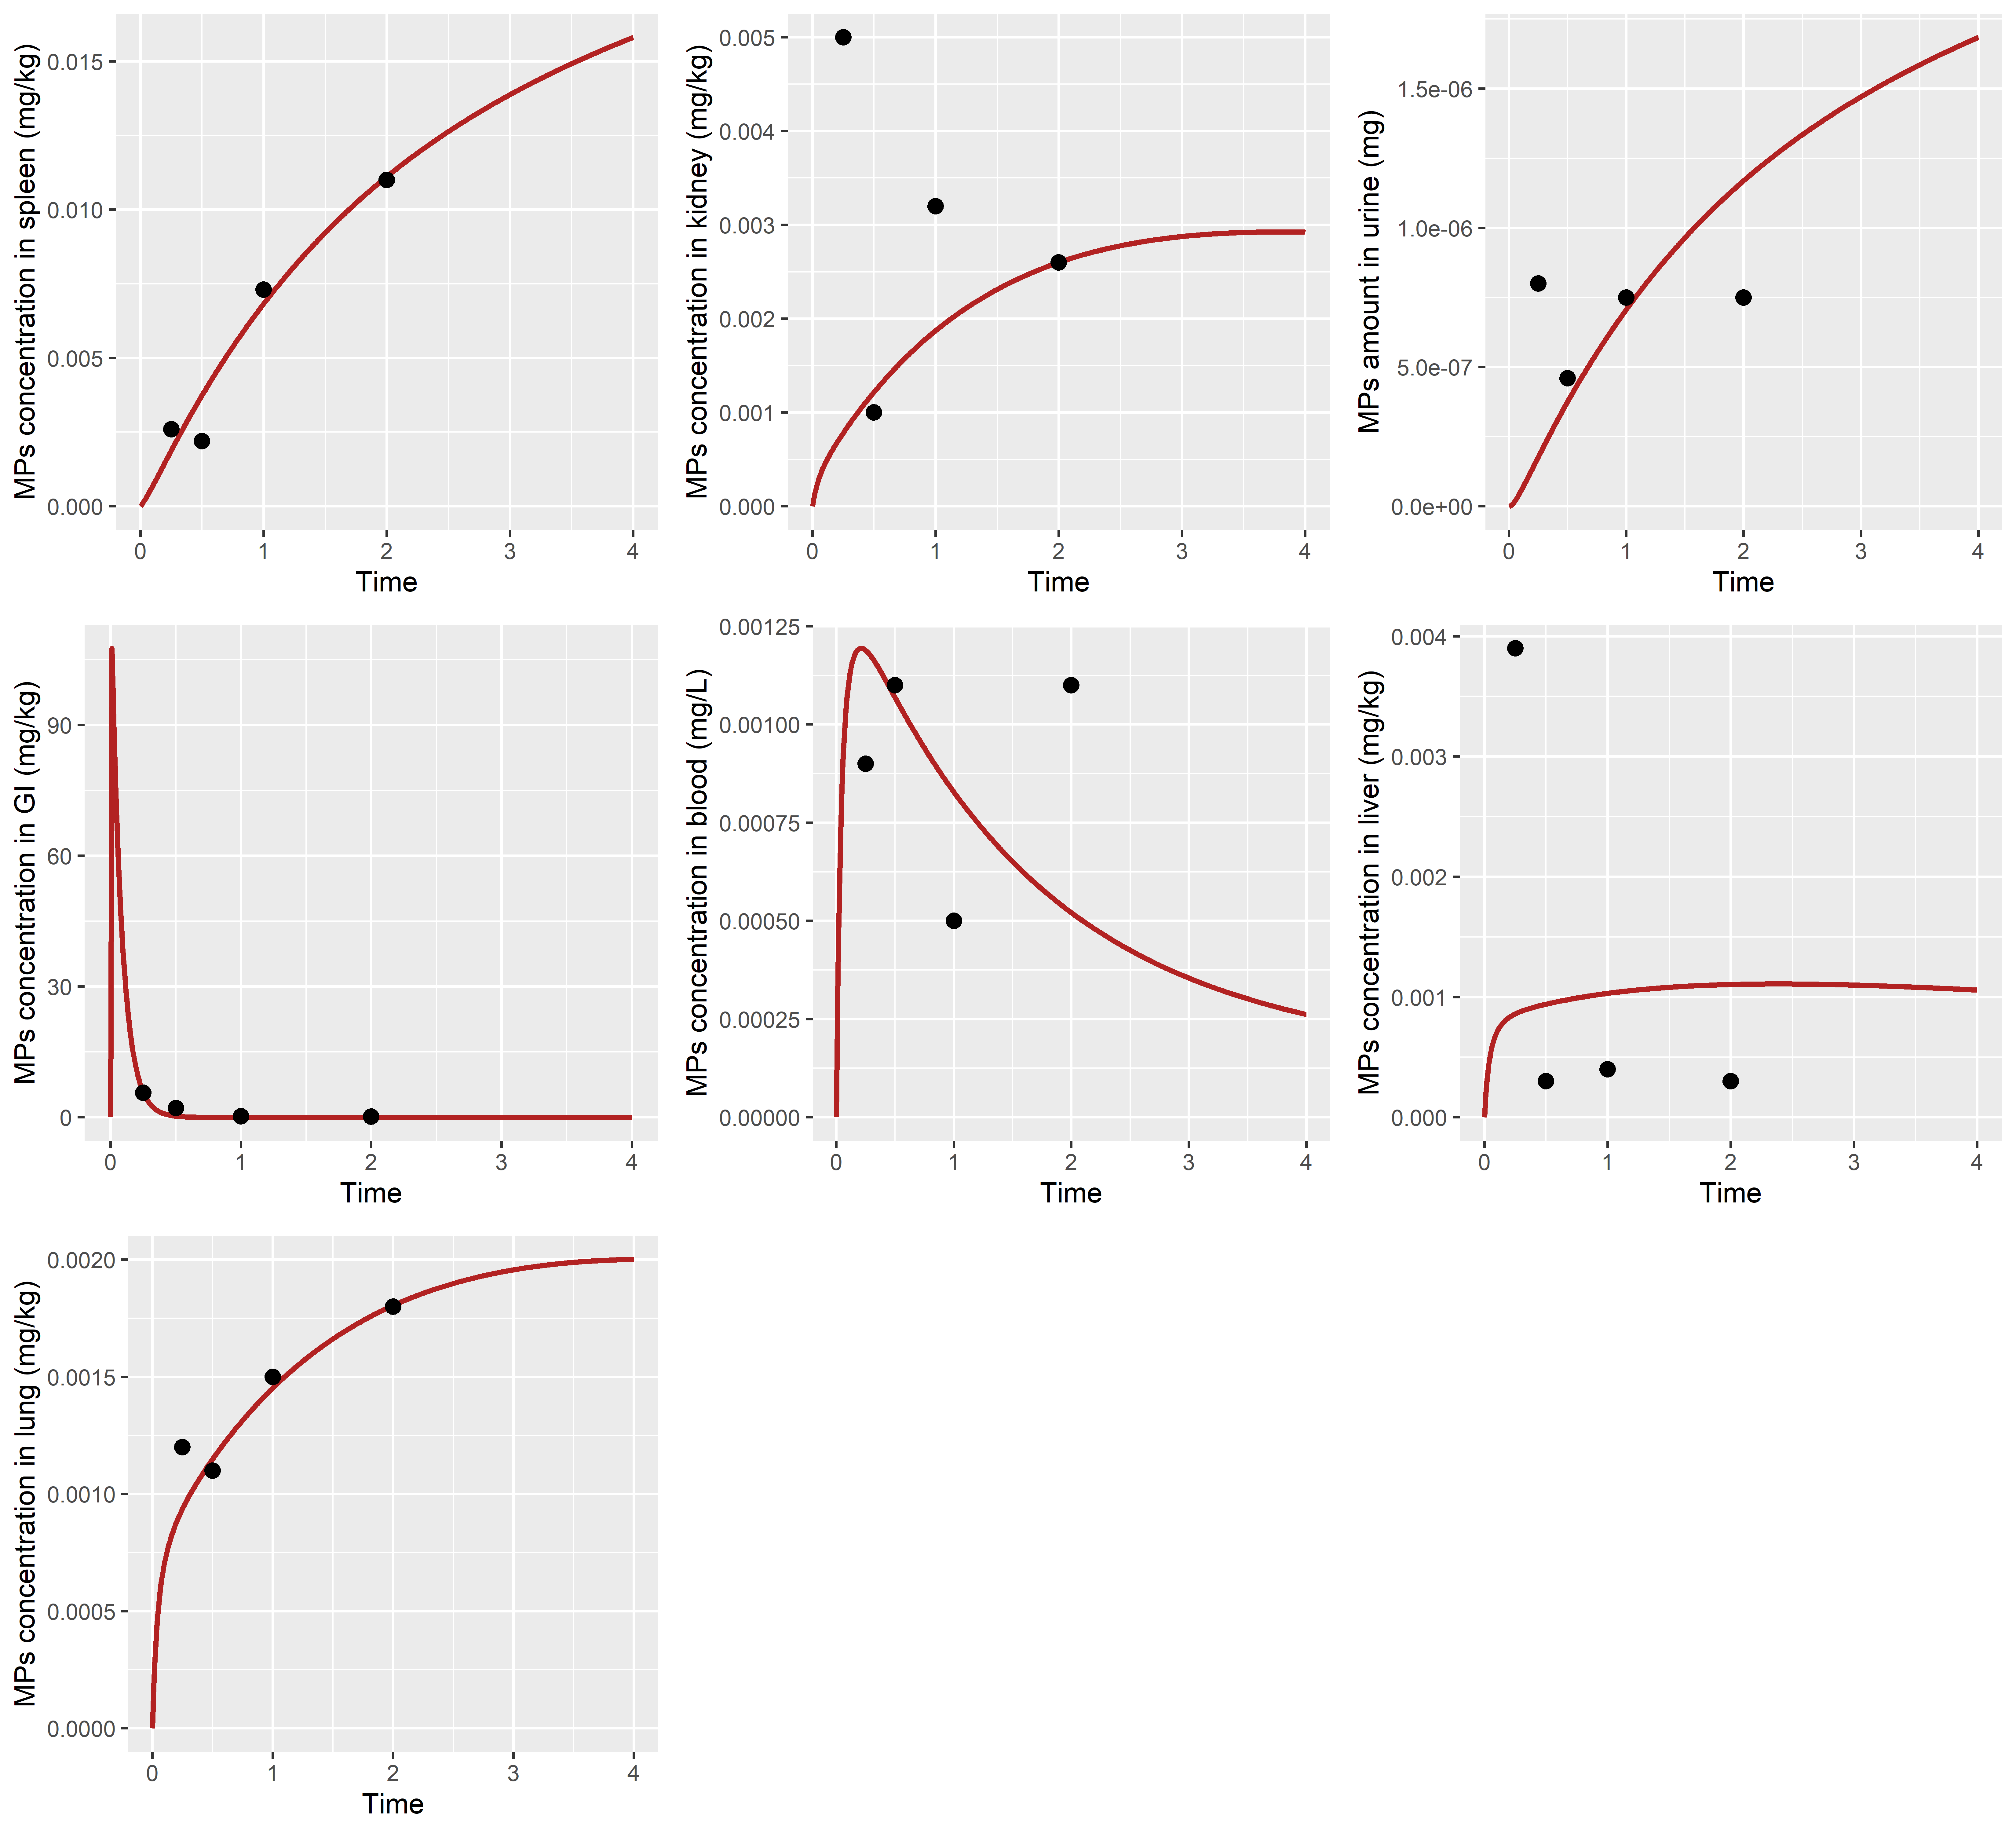 MPs concentration in spleen (mg/kg)
0.015
0.010
0.005
0.000
0 1 2 3 4
Time
MPs concentration in kidney (mg/kg)
0.005
0.004
0.003
0.002
0.001
0.000
0 1 2 3 4
Time
MPs amount in urine (mg)
1.5e-06
1.0e-06
5.0e-07
0.0e+00
0 1 2 3 4
Time
MPs concentration in GI (mg/kg)
90
60
30
0
0 1 2 3 4
Time
MPs concentration in blood (mg/L)
0.00125
0.00100
0.00075
0.00050
0.00025
0.00000
0 1 2 3 4
Time
MPs concentration in liver (mg/kg)
0.004
0.003
0.002
0.001
0.000
0 1 2 3 4
Time
MPs concentration in lung (mg/kg)
0.0020
0.0015
0.0010
0.0005
0.0000
0 1 2 3 4
Time